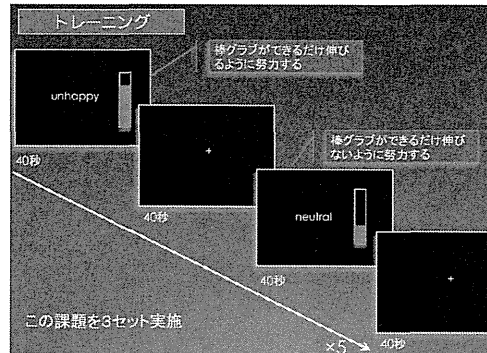 トレーニング
棒グラブができるだけ伸び
るように努力する
unhappy
40秒
+
40秒
棒グラブができるだけ伸び
ないように努力する
neutral
40秒
+
40秒
この課題を3セット実施
×5